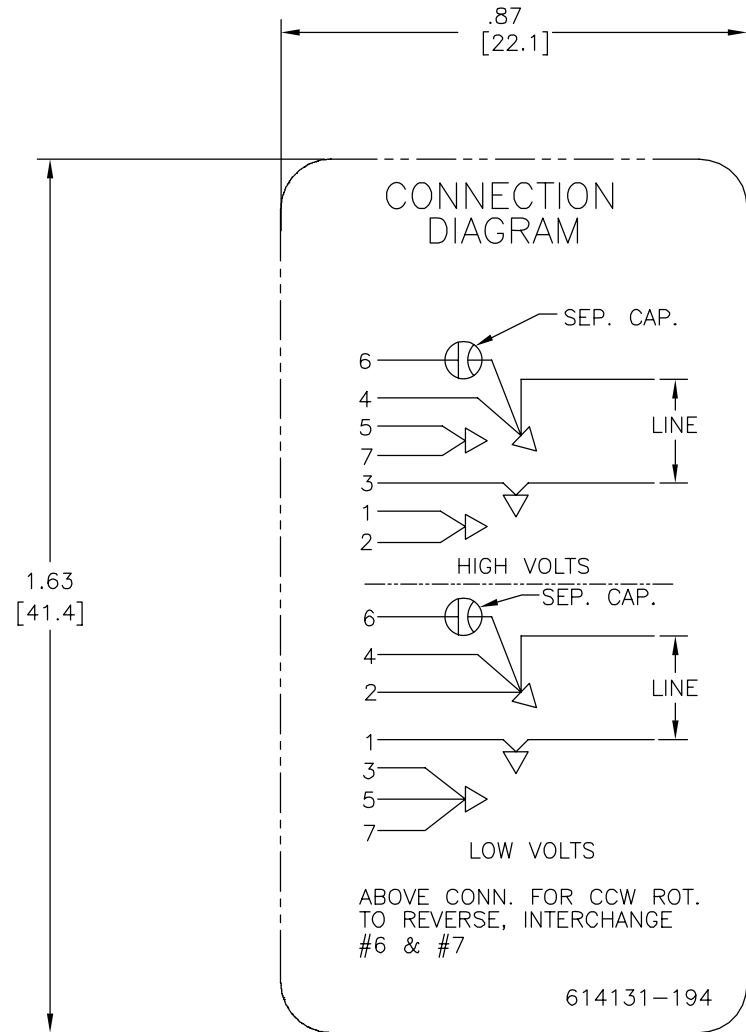 .87
[22.1]
CONNECTION
DIAGRAM
SEP. CAP.
6
4
5
7
LINE
3
1
2
HIGH VOLTS
1.63
[41.4]
SEP. CAP.
6
4
2
LINE
1
3
5
7
LOW VOLTS
ABOVE CONN. FOR CCW ROT.
TO REVERSE, INTERCHANGE
#6 & #7
614131-194